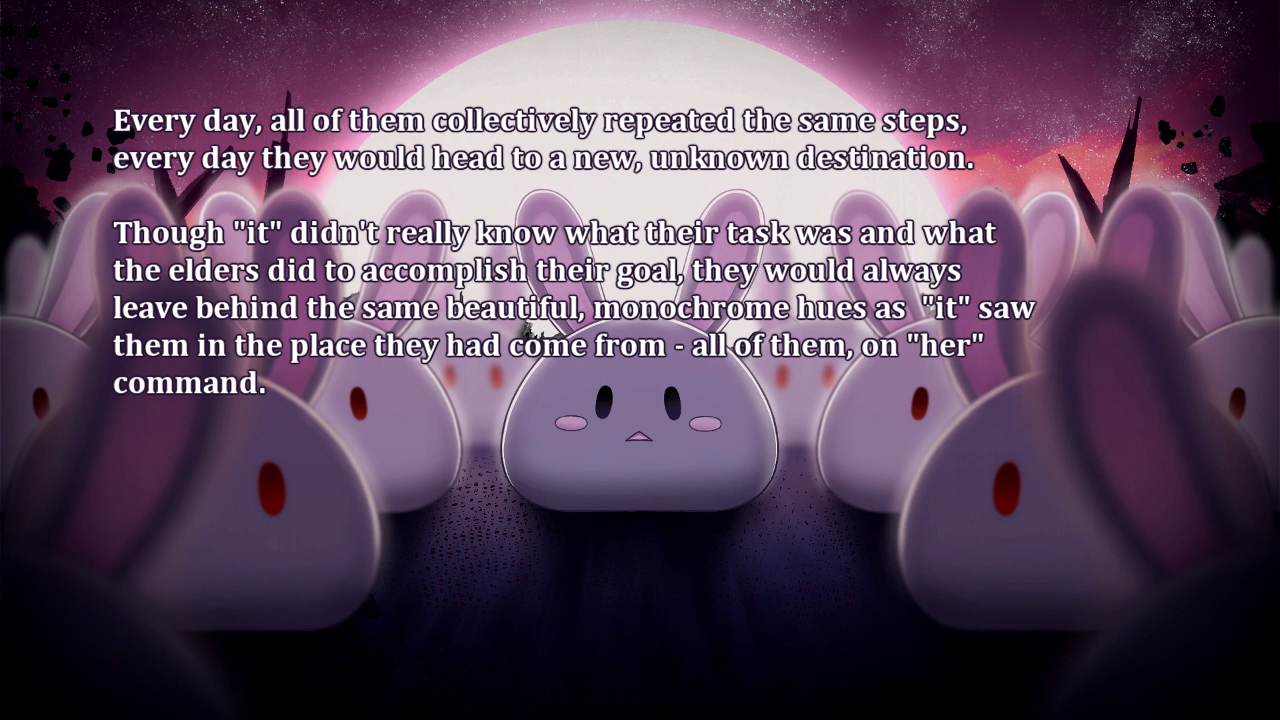 Every day, all of them collectively repeated the same steps,
every day they would head to a new, unknown destination.
Though "it" didn't really know what their task was and what
the elders did to accomplish their goal, they would always
leave behind the same beautiful, monochrome hues as  "it" saw
them in the place they had come from - all of them, on "her"
command.